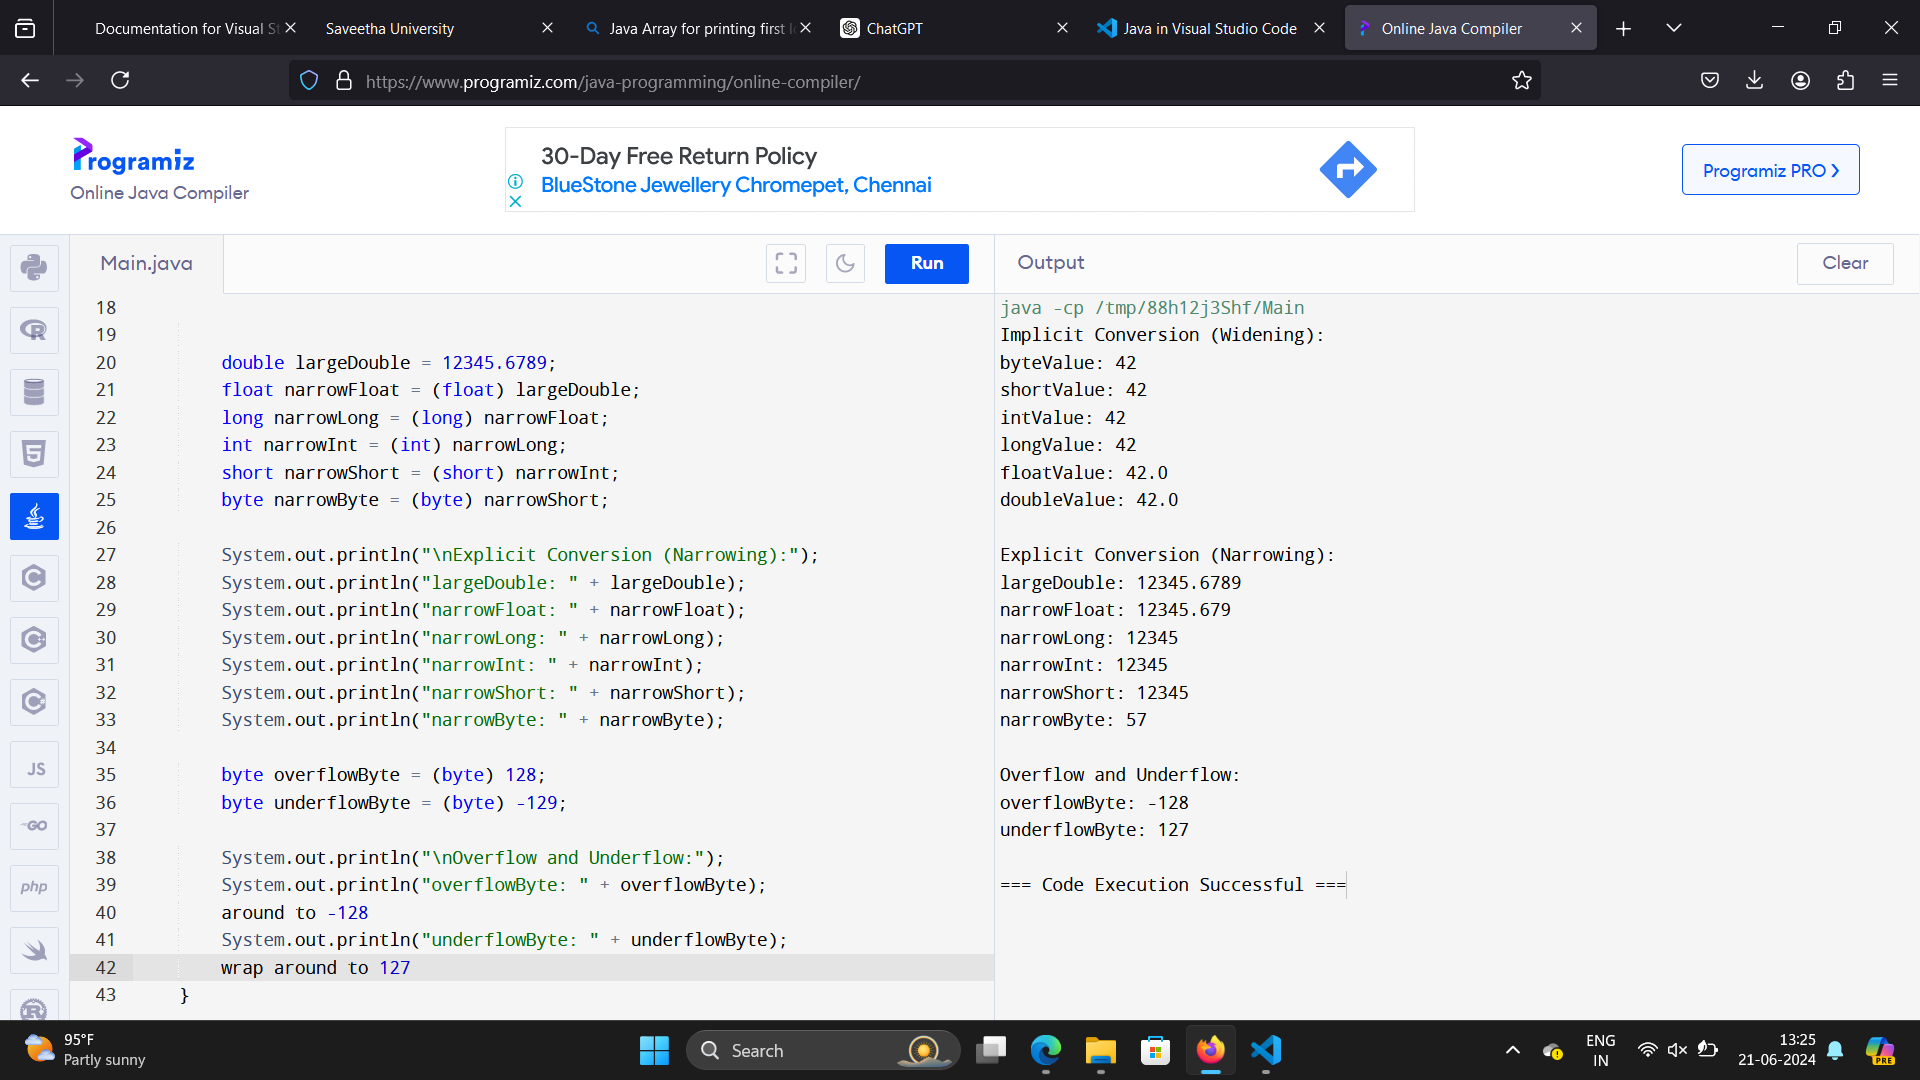 Documentation for Visual St
Saveetha University
Java Array for printing first l
ChatGPT
Java in Visual Studio Code
Online Java Compiler
https://www.programiz.com/java-programming/online-compiler/
Programiz
Online Java Compiler
30-Day Free Return Policy
BlueStone Jewellery Chromepet, Chennai
Programiz PRO
Main.java
Run
Output
Clear
18
19
20 double largeDouble = 12345.6789;
21 float narrowFloat = (float) largeDouble;
22 long narrowLong = (long) narrowFloat;
23 int narrowInt = (int) narrowLong;
24 short narrowShort = (short) narrowInt;
25 byte narrowByte = (byte) narrowShort;
26
27 System.out.println("\nExplicit Conversion (Narrowing):");
28 System.out.println("largeDouble: " + largeDouble);
29 System.out.println("narrowFloat: " + narrowFloat);
30 System.out.println("narrowLong: " + narrowLong);
31 System.out.println("narrowInt: " + narrowInt);
32 System.out.println("narrowShort: " + narrowShort);
33 System.out.println("narrowByte: " + narrowByte);
34
35 byte overflowByte = (byte) 128;
36 byte underflowByte = (byte) -129;
37
38 System.out.println("\nOverflow and Underflow:");
39 System.out.println("overflowByte: " + overflowByte);
40 around to -128
41 System.out.println("underflowByte: " + underflowByte);
42 wrap around to 127
43 }
java -cp /tmp/88h12j3Shf/Main
Implicit Conversion (Widening):
byteValue: 42
shortValue: 42
intValue: 42
longValue: 42
floatValue: 42.0
doubleValue: 42.0
Explicit Conversion (Narrowing):
largeDouble: 12345.6789
narrowFloat: 12345.679
narrowLong: 12345
narrowInt: 12345
narrowShort: 12345
narrowByte: 57
Overflow and Underflow:
overflowByte: -128
underflowByte: 127
=== Code Execution Successful ===
JS
GO
php
95°F
Partly sunny
Search
ENG
IN
13:25
21-06-2024
PRE